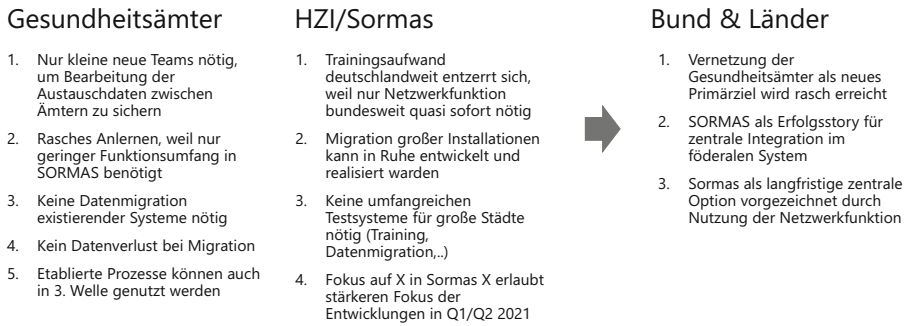 Gesundheitsämter
1. Nur kleine neue Teams nötig,
um Bearbeitung der
Austauschdaten zwischen
Ämtern zu sichern
2. Rasches Anlernen, weil nur
geringer Funktionsumfang in
SORMAS benötigt
3. Keine Datenmigration
existierender Systeme nötig
4. Kein Datenverlust bei Migration
5. Etablierte Prozesse können auch
in 3. Welle genutzt werden
HZI/Sormas
1. Trainingsaufwand
deutschlandweit entzerrt sich,
weil nur Netzwerkfunktion
bundesweit quasi sofort nötig
2. Migration großer Installationen
kann in Ruhe entwickelt und
realisiert warden
3. Keine umfangreichen
Testsysteme für große Städte
nötig (Training,
Datenmigration,..)
4. Fokus auf X in Sormas X erlaubt
stärkeren Fokus der
Entwicklungen in Q1/Q2 2021
Bund & Länder
1. Vernetzung der
Gesundheitsämter als neues
Primärziel wird rasch erreicht
2. SORMAS als Erfolgsstory für
zentrale Integration im
föderalen System
3. Sormas als langfristige zentrale
Option vorgezeichnet durch
Nutzung der Netzwerkfunktion